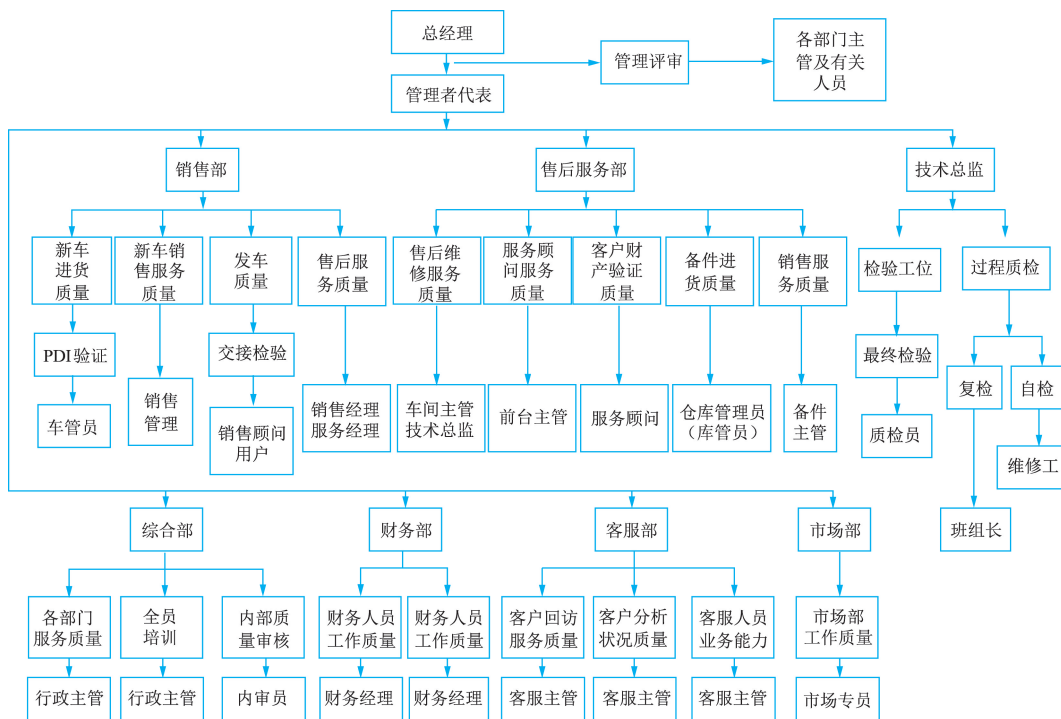 总经理
管理评审
各部门主
管及有关
人员
管理者代表
销售部
售后服务部
技术总监
新车
进货
质量
新车销
售服务
质量
发车
质量
售后服
务质量
售后维
修服务
质量
服务顾
问服务
质量
客户财
产验证
质量
备件进
货质量
销售服
务质量
检验工位
过程质检
PDI验证
交接检验
最终检验
复检
自检
车管员
销售
管理
销售顾问
用户
销售经理
服务经理
车间主管
技术总监
前台主管
服务顾问
仓库管理员
（库管员）
备件
主管
质检员
维修工
班组长
综合部
财务部
客服部
市场部
各部门
服务质量
全员
培训
内部质
量审核
财务人员
工作质量
财务人员
工作质量
客户回访
服务质量
客户分析
状况质量
客服人员
业务能力
市场部
工作质量
行政主管
行政主管
内审员
财务经理
财务经理
客服主管
客服主管
客服主管
市场专员